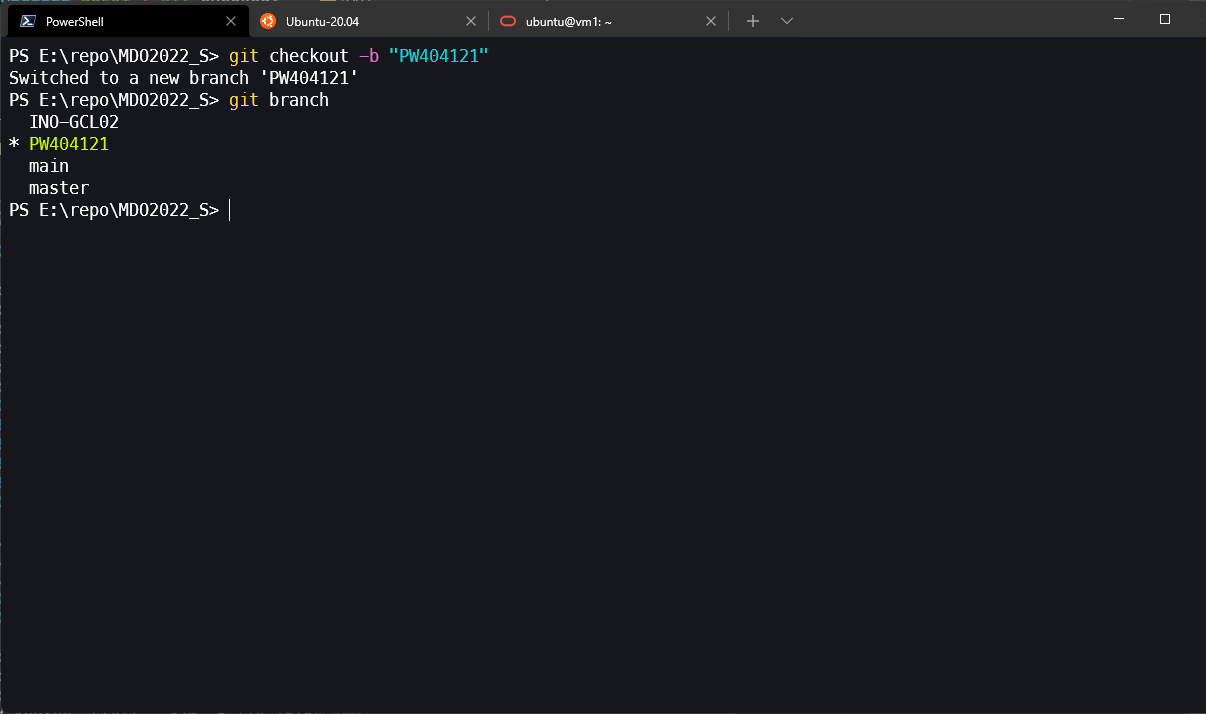 PowerShell
Ubuntu-20.04
ubuntu@vm1: ~
PS E:\repo\MDO2022_S> git checkout -b "PW404121"
Switched to a new branch 'PW404121'
PS E:\repo\MDO2022_S> git branch
  INO-GCL02
* PW404121
  main
  master
PS E:\repo\MDO2022_S>